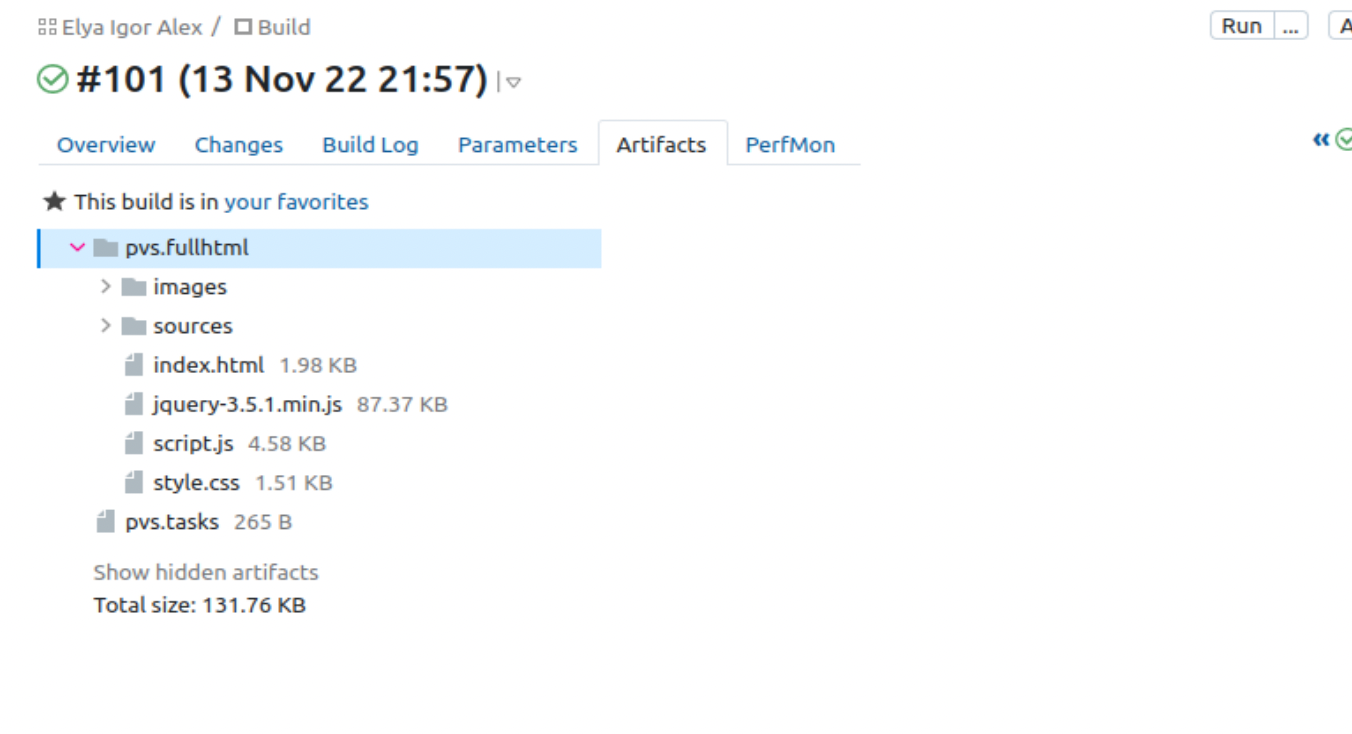 Elya Igor Alex / Build
Run ... A
#101 (13 Nov 22 21:57)
Overview Changes Build Log Parameters Artifacts PerfMon
This build is in your favorites
pvs.fullhtml
images
sources
index.html 1.98 KB
jquery-3.5.1.min.js 87.37 KB
script.js 4.58 KB
style.css 1.51 KB
pvs.tasks 265 B
Show hidden artifacts
Total size: 131.76 KB